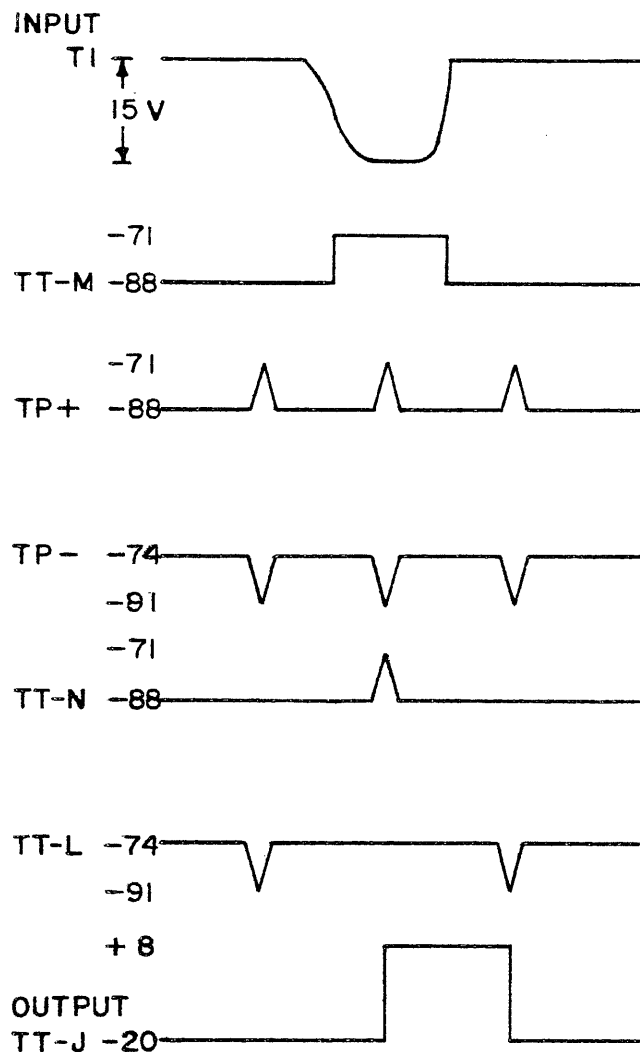 INPUT
T1
15 V
-71
TT-M -88
-71
TP+ -88
TP- -74
-91
-71
TT-N -88
TT-L -74
-91
+8
OUTPUT
TT-J -20